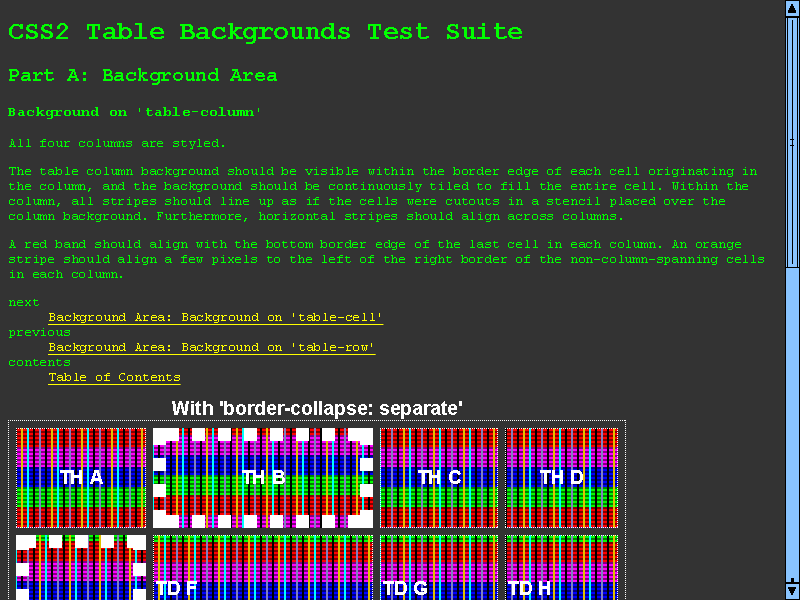 CSS2 Table Backgrounds Test Suite
Part A: Background Area
Background on 'table-column'
All four columns are styled.
The table column background should be visible within the border edge of each cell originating in
the column, and the background should be continuously tiled to fill the entire cell. Within the
column, all stripes should line up as if the cells were cutouts in a stencil placed over the
column background. Furthermore, horizontal stripes should align across columns.
A red band should align with the bottom border edge of the last cell in each column. An orange
stripe should align a few pixels to the left of the right border of the non-column-spanning cells
in each column.
next
Background Area: Background on 'table-cell'
previous
Background Area: Background on 'table-row'
contents
Table of Contents
With 'border-collapse: separate'
TH A TH B TH C TH D
TD F TD G TD H